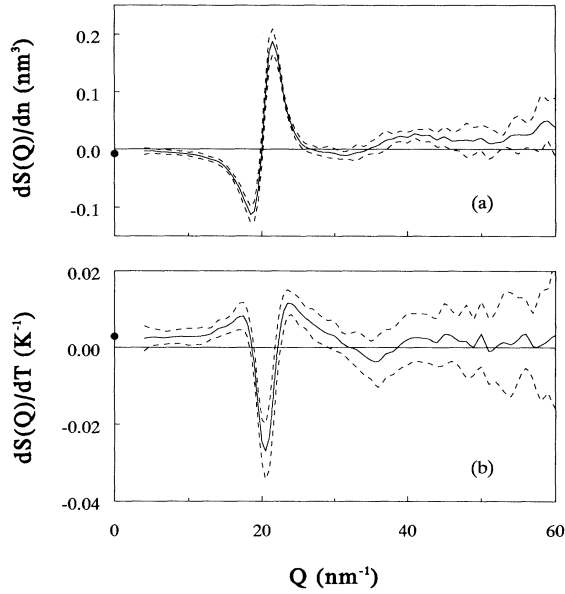 0.2
0.1
0.0
-0.1
dS(Q)/dn (nm³)
(a)
0.02
0.00
-0.02
-0.04
dS(Q)/dT (K⁻¹)
(b)
0 20 40 60
Q (nm⁻¹)